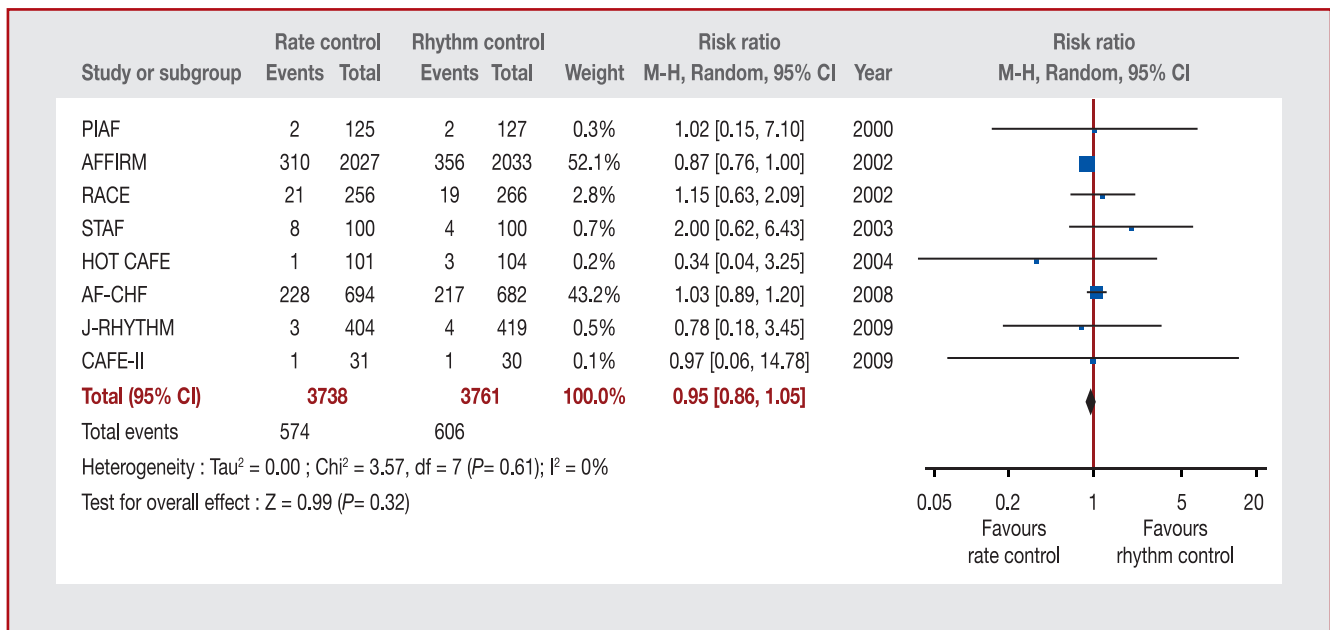 Rate control Rhythm control Risk ratio Risk ratio
Study or subgroup Events Total Events Total Weight M-H, Random, 95% CI Year M-H, Random, 95% CI
PIAF 2 125 2 127 0.3% 1.02 [0.15, 7.10] 2000
AFFIRM 310 2027 356 2033 52.1% 0.87 [0.76, 1.00] 2002
RACE 21 256 19 266 2.8% 1.15 [0.63, 2.09] 2002
STAF 8 100 4 100 0.7% 2.00 [0.62, 6.43] 2003
HOT CAFE 1 101 3 104 0.2% 0.34 [0.04, 3.25] 2004
AF-CHF 228 694 217 682 43.2% 1.03 [0.89, 1.20] 2008
J-RHYTHM 3 404 4 419 0.5% 0.78 [0.18, 3.45] 2009
CAFE-II 1 31 1 30 0.1% 0.97 [0.06, 14.78] 2009
Total (95% CI) 3738 3761 100.0% 0.95 [0.86, 1.05]
Total events 574 606
Heterogeneity : Tau² = 0.00 ; Chi² = 3.57, df = 7 (P= 0.61); I² = 0%
Test for overall effect : Z = 0.99 (P= 0.32)
0.05 0.2 1 5 20
Favours Favours
rate control rhythm control